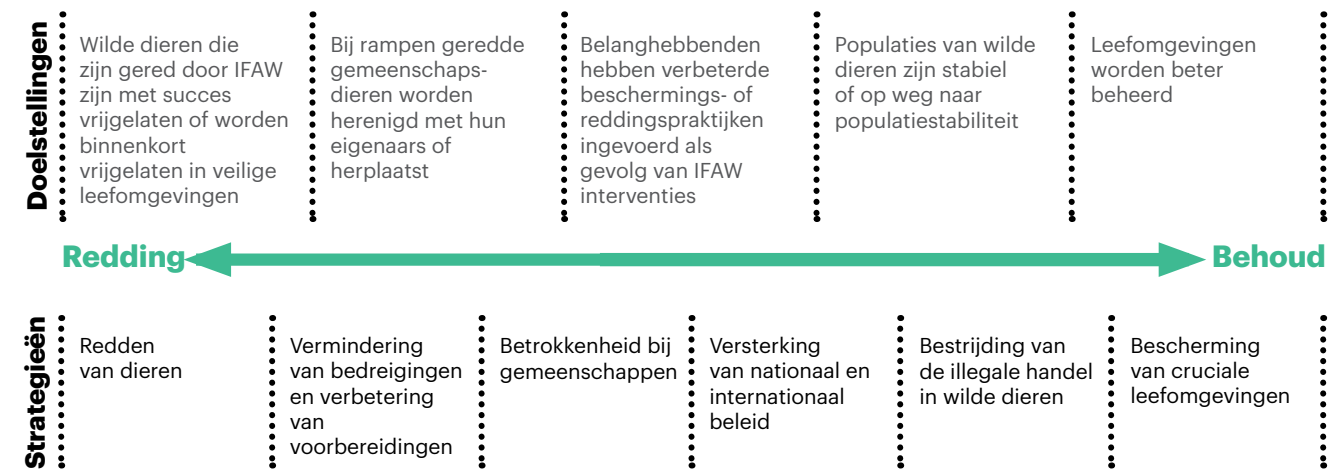 Doelstellingen
Wilde dieren die
zijn gered door IFAW
zijn met succes
vrijgelaten of worden
binnenkort
vrijgelaten in veilige
leefomgevingen
Bij rampen geredde
gemeenschaps-
dieren worden
herenigd met hun
eigenaars of
herplaatst
Belanghebbenden
hebben verbeterde
beschermings- of
reddingspraktijken
ingevoerd als
gevolg van IFAW
interventies
Populaties van wilde
dieren zijn stabiel
of op weg naar
populatiestabiliteit
Leefomgevingen
worden beter
beheerd
Redding
Behoud
Strategieën
Redden
van dieren
Vermindering
van bedreigingen
en verbetering
van
voorbereidingen
Betrokkenheid bij
gemeenschappen
Versterking
van nationaal en
internationaal
beleid
Bestrijding van
de illegale handel
in wilde dieren
Bescherming
van cruciale
leefomgevingen